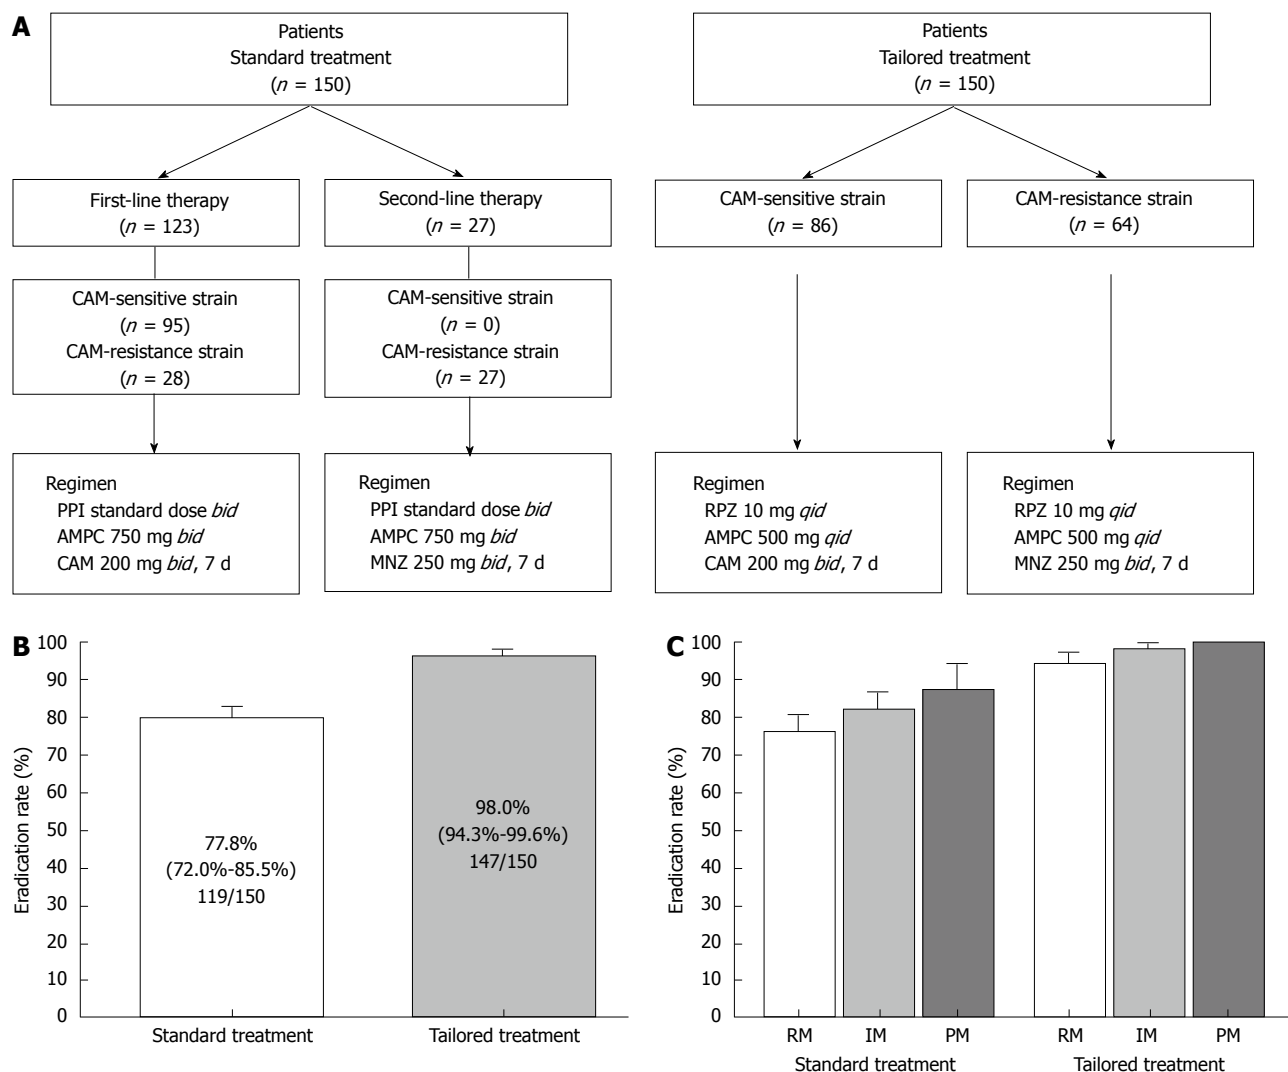 A
Patients
Standard treatment
(n = 150)
First-line therapy
(n = 123)
Second-line therapy
(n = 27)
CAM-sensitive strain
(n = 95)
CAM-resistance strain
(n = 28)
CAM-sensitive strain
(n = 0)
CAM-resistance strain
(n = 27)
Regimen
PPI standard dose bid
AMPC 750 mg bid
CAM 200 mg bid, 7 d
Regimen
PPI standard dose bid
AMPC 750 mg bid
MNZ 250 mg bid, 7 d
Patients
Tailored treatment
(n = 150)
CAM-sensitive strain
(n = 86)
CAM-resistance strain
(n = 64)
Regimen
RPZ 10 mg qid
AMPC 500 mg qid
CAM 200 mg bid, 7 d
Regimen
RPZ 10 mg qid
AMPC 500 mg qid
MNZ 250 mg bid, 7 d
B
Eradication rate (%)
100
90
80
70
60
50
40
30
20
10
0
77.8%
(72.0%-85.5%)
119/150
98.0%
(94.3%-99.6%)
147/150
Standard treatment
Tailored treatment
C
Eradication rate (%)
100
90
80
70
60
50
40
30
20
10
0
RM IM PM RM IM PM
Standard treatment
Tailored treatment